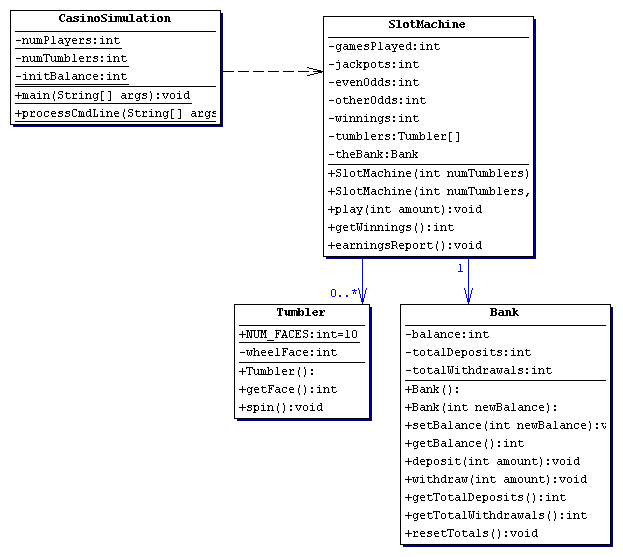 CasinoSimulation
-numPlayers:int
-numTumblers:int
-initBalance:int
+main(String[] args):void
+processCmdLine(String[] args
SlotMachine
-gamesPlayed:int
-jackpots:int
-evenOdds:int
-otherOdds:int
-winnings:int
-tumblers:Tumbler[]
-theBank:Bank
+SlotMachine(int numTumblers)
+SlotMachine(int numTumblers,
+play(int amount):void
+getWinnings():int
+earningsReport():void
0..*
1
Tumbler
+NUM_FACES:int=10
-wheelFace:int
+Tumbler():
+getFace():int
+spin():void
Bank
-balance:int
-totalDeposits:int
-totalWithdrawals:int
+Bank():
+Bank(int newBalance):
+setBalance(int newBalance):v
+getBalance():int
+deposit(int amount):void
+withdraw(int amount):void
+getTotalDeposits():int
+getTotalWithdrawals():int
+resetTotals():void